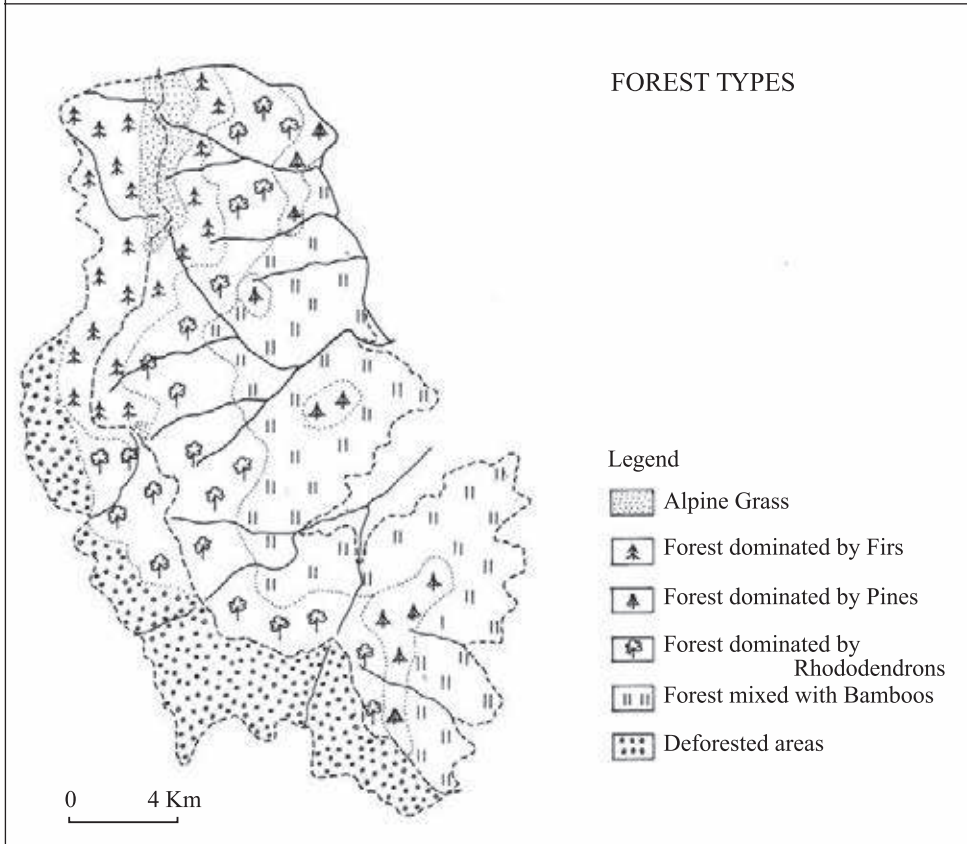 FOREST TYPES
Legend
Alpine Grass
Forest dominated by Firs
Forest dominated by Pines
Forest dominated by
Rhododendrons
Forest mixed with Bamboos
Deforested areas
0 4 Km